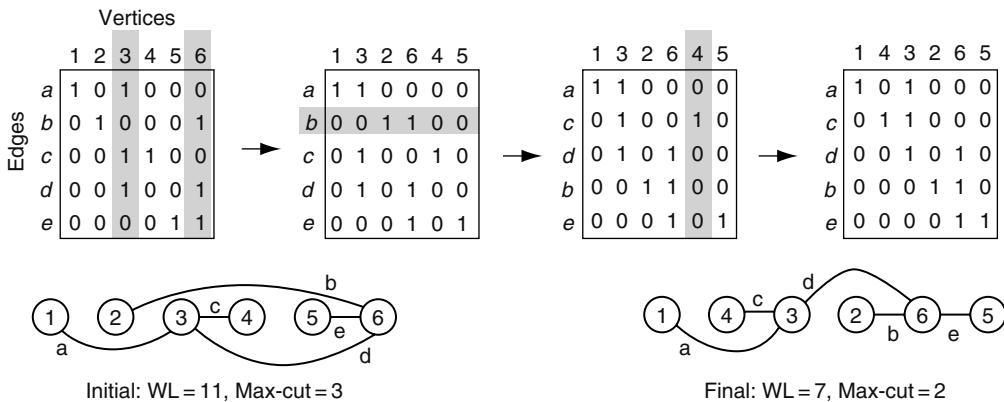 Vertices
Edges
1 2 3 4 5 6
a 1 0 1 0 0 0
b 0 1 0 0 0 1
c 0 0 1 1 0 0
d 0 0 1 0 0 1
e 0 0 0 0 1 1
1 3 2 6 4 5
a 1 1 0 0 0 0
b 0 0 1 1 0 0
c 0 1 0 0 1 0
d 0 1 0 1 0 0
e 0 0 0 1 0 1
1 3 2 6 4 5
a 1 1 0 0 0 0
c 0 1 0 0 1 0
d 0 1 0 1 0 0
b 0 0 1 1 0 0
e 0 0 0 1 0 1
1 4 3 2 6 5
a 1 0 1 0 0 0
c 0 1 1 0 0 0
d 0 0 1 0 1 0
b 0 0 0 1 1 0
e 0 0 0 0 1 1
b
1 2 3 c 4 5 e 6
a
d
Initial: WL = 11, Max-cut = 3
d
1 4 c 3 2 b 6 e 5
a
Final: WL = 7, Max-cut = 2